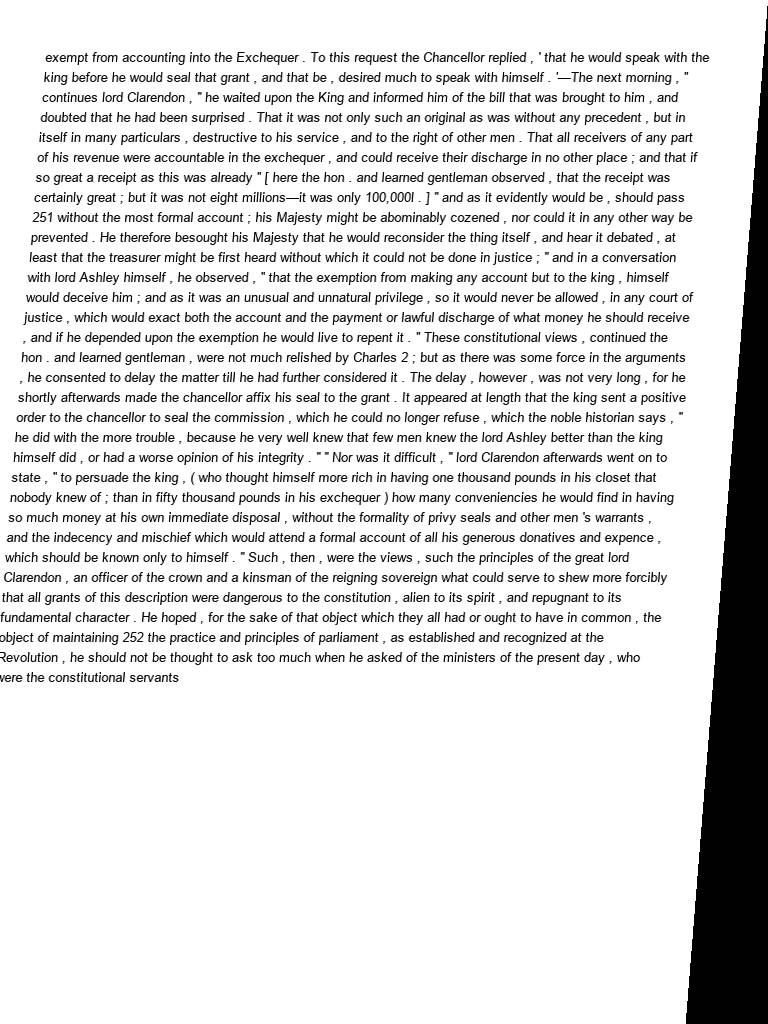 exempt from accounting into the Exchequer . To this request the Chancellor replied , ' that he would speak with the
king before he would seal that grant , and that be , desired much to speak with himself . '—The next morning , "
continues lord Clarendon , " he waited upon the King and informed him of the bill that was brought to him , and
doubted that he had been surprised . That it was not only such an original as was without any precedent , but in
itself in many particulars , destructive to his service , and to the right of other men . That all receivers of any part
of his revenue were accountable in the exchequer , and could receive their discharge in no other place ; and that if
so great a receipt as this was already " [ here the hon . and learned gentleman observed , that the receipt was
certainly great ; but it was not eight millions—it was only 100,000l . ] " and as it evidently would be , should pass
251 without the most formal account ; his Majesty might be abominably cozened , nor could it in any other way be
prevented . He therefore besought his Majesty that he would reconsider the thing itself , and hear it debated , at
least that the treasurer might be first heard without which it could not be done in justice ; " and in a conversation
with lord Ashley himself , he observed , " that the exemption from making any account but to the king , himself
would deceive him ; and as it was an unusual and unnatural privilege , so it would never be allowed , in any court of
justice , which would exact both the account and the payment or lawful discharge of what money he should receive
, and if he depended upon the exemption he would live to repent it . " These constitutional views , continued the
hon . and learned gentleman , were not much relished by Charles 2 ; but as there was some force in the arguments
, he consented to delay the matter till he had further considered it . The delay , however , was not very long , for he
shortly afterwards made the chancellor affix his seal to the grant . It appeared at length that the king sent a positive
order to the chancellor to seal the commission , which he could no longer refuse , which the noble historian says , "
he did with the more trouble , because he very well knew that few men knew the lord Ashley better than the king
himself did , or had a worse opinion of his integrity . " " Nor was it difficult , " lord Clarendon afterwards went on to
state , " to persuade the king , ( who thought himself more rich in having one thousand pounds in his closet that
nobody knew of ; than in fifty thousand pounds in his exchequer ) how many conveniencies he would find in having
so much money at his own immediate disposal , without the formality of privy seals and other men 's warrants ,
and the indecency and mischief which would attend a formal account of all his generous donatives and expence ,
which should be known only to himself . " Such , then , were the views , such the principles of the great lord
Clarendon , an officer of the crown and a kinsman of the reigning sovereign what could serve to shew more forcibly
that all grants of this description were dangerous to the constitution , alien to its spirit , and repugnant to its
fundamental character . He hoped , for the sake of that object which they all had or ought to have in common , the
object of maintaining 252 the practice and principles of parliament , as established and recognized at the
Revolution , he should not be thought to ask too much when he asked of the ministers of the present day , who
were the constitutional servants